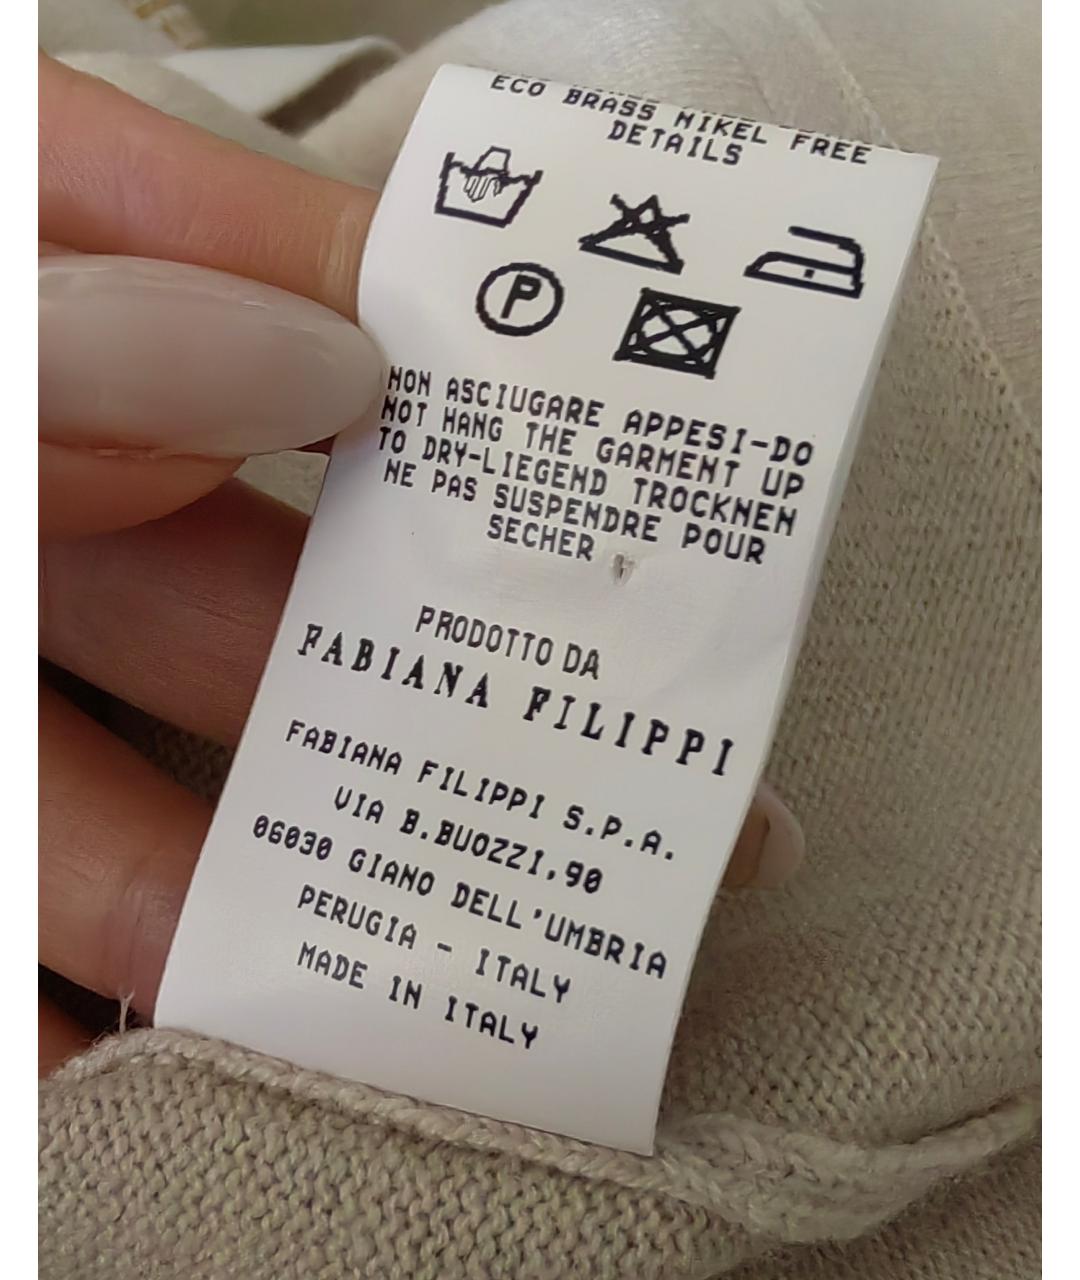 ECO BRASS NIKEL FREE
DETAILS
P
NON ASCIUGARE APPESI-DO
NOT HANG THE GARMENT UP
TO DRY-LIEGEND TROCKNEN
NE PAS SUSPENDRE POUR
SECHER
PRODOTTO DA
FABIANA FILIPPI
FABIANA FILIPPI S.P.A.
VIA B.BUOZZI,90
06030 GIANO DELL'UMBRIA
PERUGIA - ITALY
MADE IN ITALY